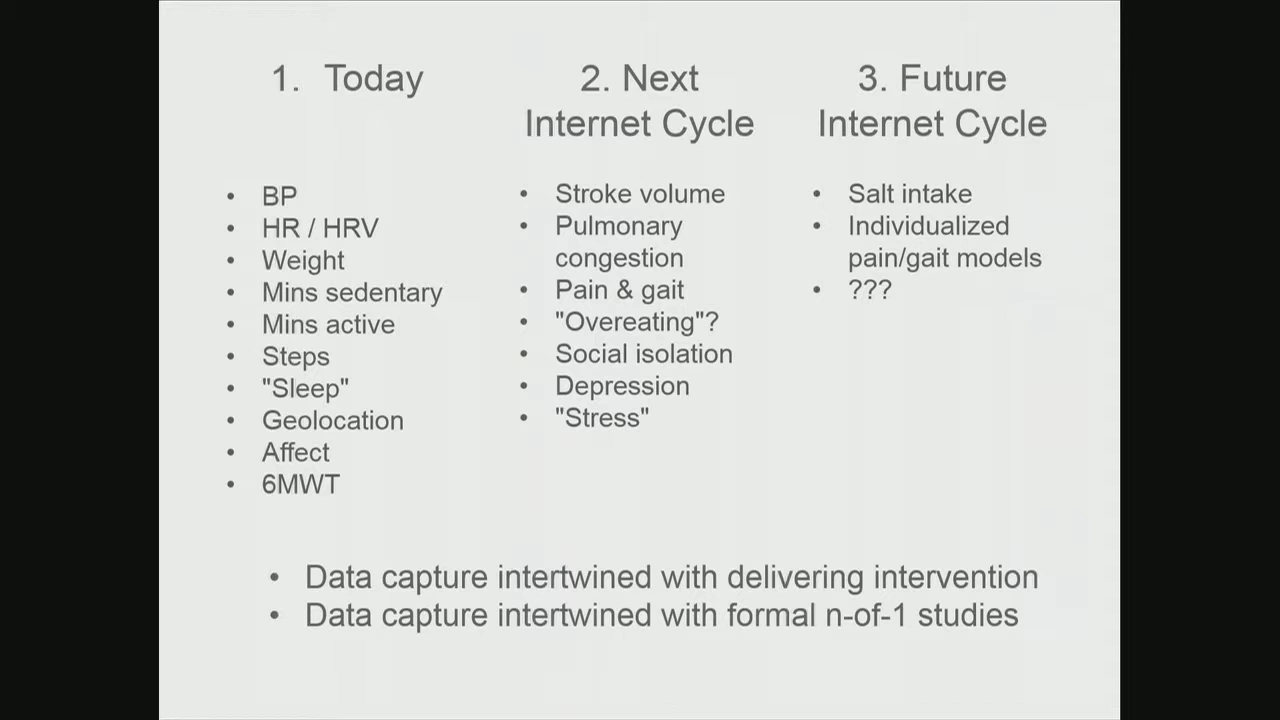 1. Today
• BP
• HR / HRV
• Weight
• Mins sedentary
• Mins active
• Steps
• "Sleep"
• Geolocation
• Affect
• 6MWT
2. Next
Internet Cycle
• Stroke volume
• Pulmonary
congestion
• Pain & gait
• "Overeating"?
• Social isolation
• Depression
• "Stress"
3. Future
Internet Cycle
• Salt intake
• Individualized
pain/gait models
• ???
• Data capture intertwined with delivering intervention
• Data capture intertwined with formal n-of-1 studies